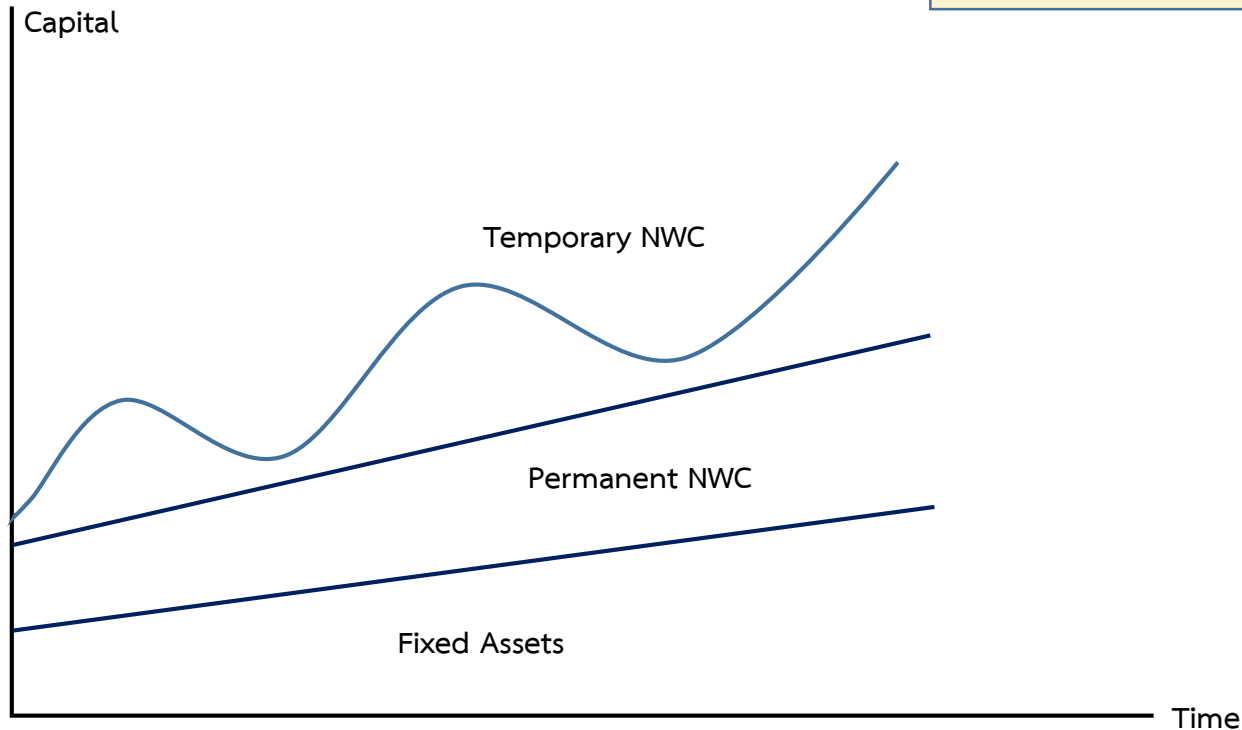 Capital
Temporary NWC
Permanent NWC
Fixed Assets
Time